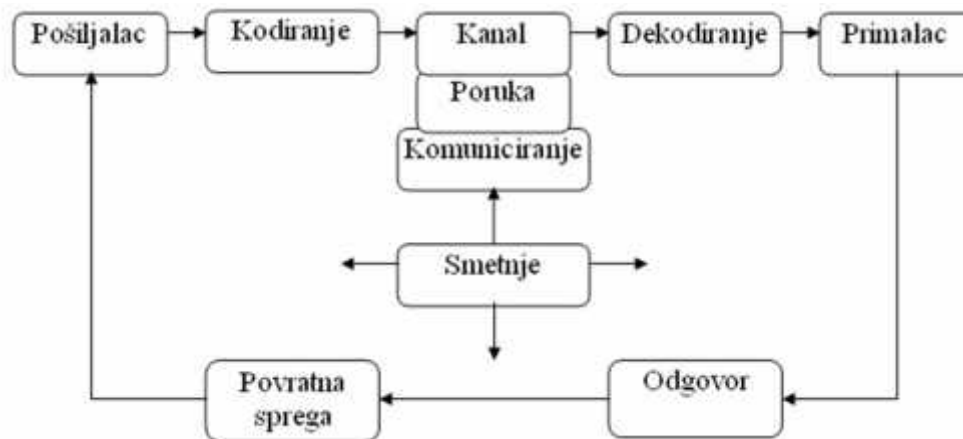 Pošiljalac
Kodiranje
Kanal
Dekodiranje
Primalac
Poruka
Komuniciranje
Smetnje
Povratna
sprega
Odgovor